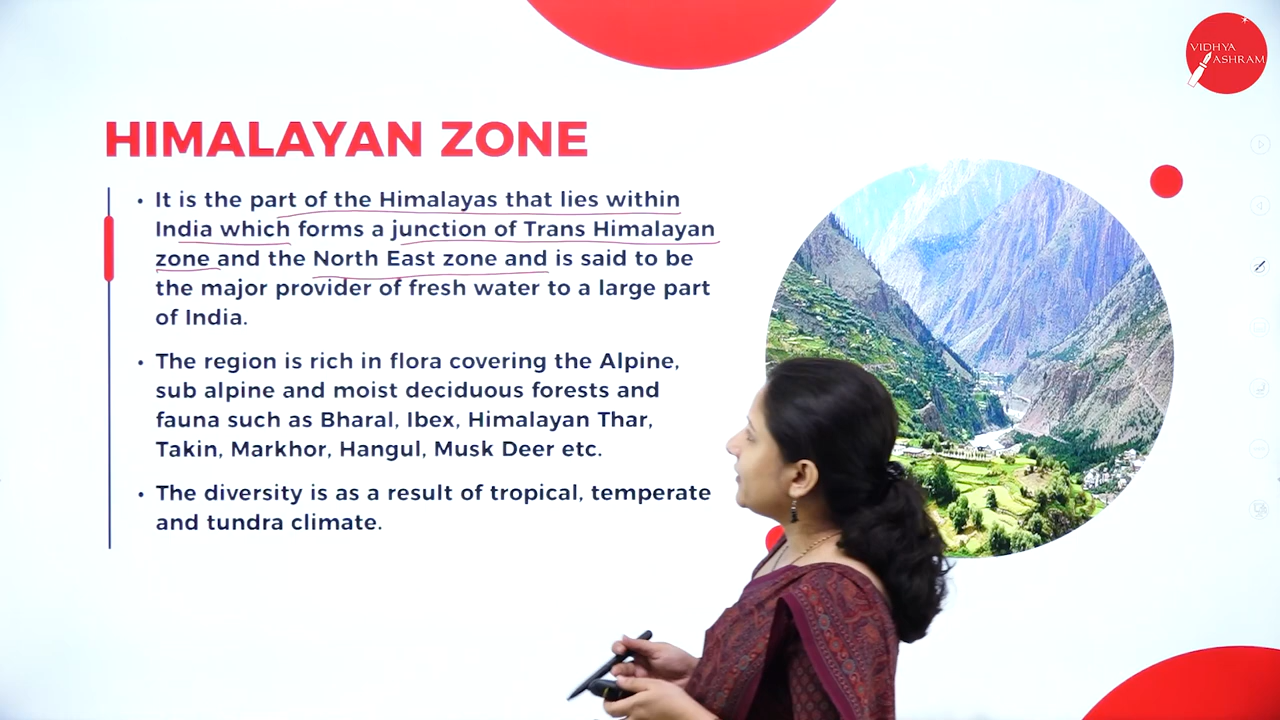 VIDHYA
ASHRAM
HIMALAYAN ZONE
• It is the part of the Himalayas that lies within
India which forms a junction of Trans Himalayan
zone and the North East zone and is said to be
the major provider of fresh water to a large part
of India.
• The region is rich in flora covering the Alpine,
sub alpine and moist deciduous forests and
fauna such as Bharal, Ibex, Himalayan Thar,
Takin, Markhor, Hangul, Musk Deer etc.
• The diversity is as a result of tropical, temperate
and tundra climate.